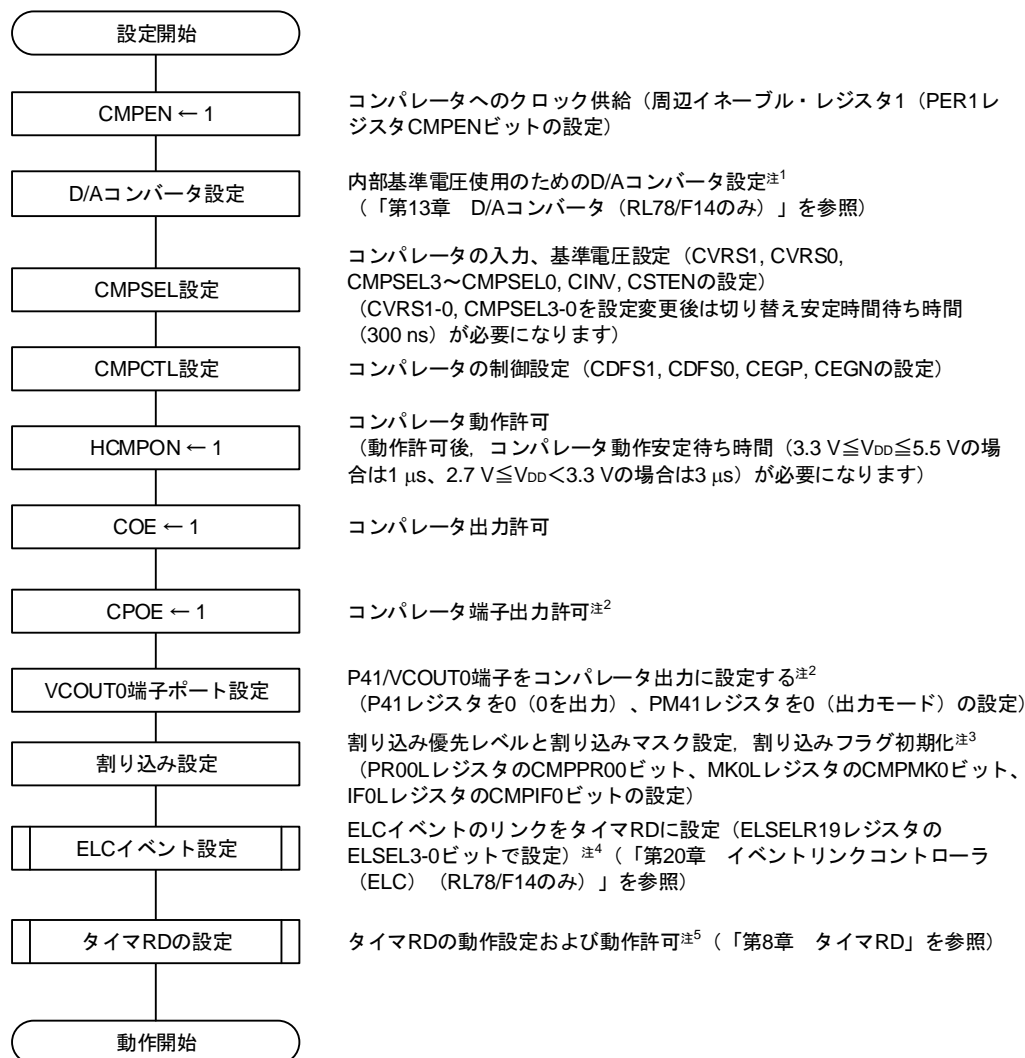 設定開始
CMPEN ← 1
コンパレータへのクロック供給（周辺イネーブル・レジスタ1（PER1レ
ジスタCMPENビットの設定）
D/Aコンバータ設定
内部基準電圧使用のためのD/Aコンバータ設定注1
（「第13章　D/Aコンバータ（RL78/F14のみ）」を参照）
CMPSEL設定
コンパレータの入力、基準電圧設定（CVRS1, CVRS0,
CMPSEL3～CMPSEL0, CINV, CSTENの設定）
（CVRS1-0, CMPSEL3-0を設定変更後は切り替え安定時間待ち時間
（300 ns）が必要になります）
CMPCTL設定
コンパレータの制御設定（CDFS1, CDFS0, CEGP, CEGNの設定）
HCMPON ← 1
コンパレータ動作許可
（動作許可後，コンパレータ動作安定待ち時間（3.3 V≦VDD≦5.5 Vの場
合は1 μs、2.7 V≦VDD＜3.3 Vの場合は3 μs）が必要になります）
COE ← 1
コンパレータ出力許可
CPOE ← 1
コンパレータ端子出力許可注2
VCOUT0端子ポート設定
P41/VCOUT0端子をコンパレータ出力に設定する注2
（P41レジスタを0（0を出力）、PM41レジスタを0（出力モード）の設定）
割り込み設定
割り込み優先レベルと割り込みマスク設定，割り込みフラグ初期化注3
（PR00LレジスタのCMPPR00ビット、MK0LレジスタのCMPMK0ビット、
IF0LレジスタのCMPIF0ビットの設定）
ELCイベント設定
ELCイベントのリンクをタイマRDに設定（ELSELR19レジスタの
ELSEL3-0ビットで設定）注4（「第20章　イベントリンクコントローラ
（ELC）（RL78/F14のみ）」を参照）
タイマRDの設定
タイマRDの動作設定および動作許可注5（「第8章　タイマRD」を参照）
動作開始